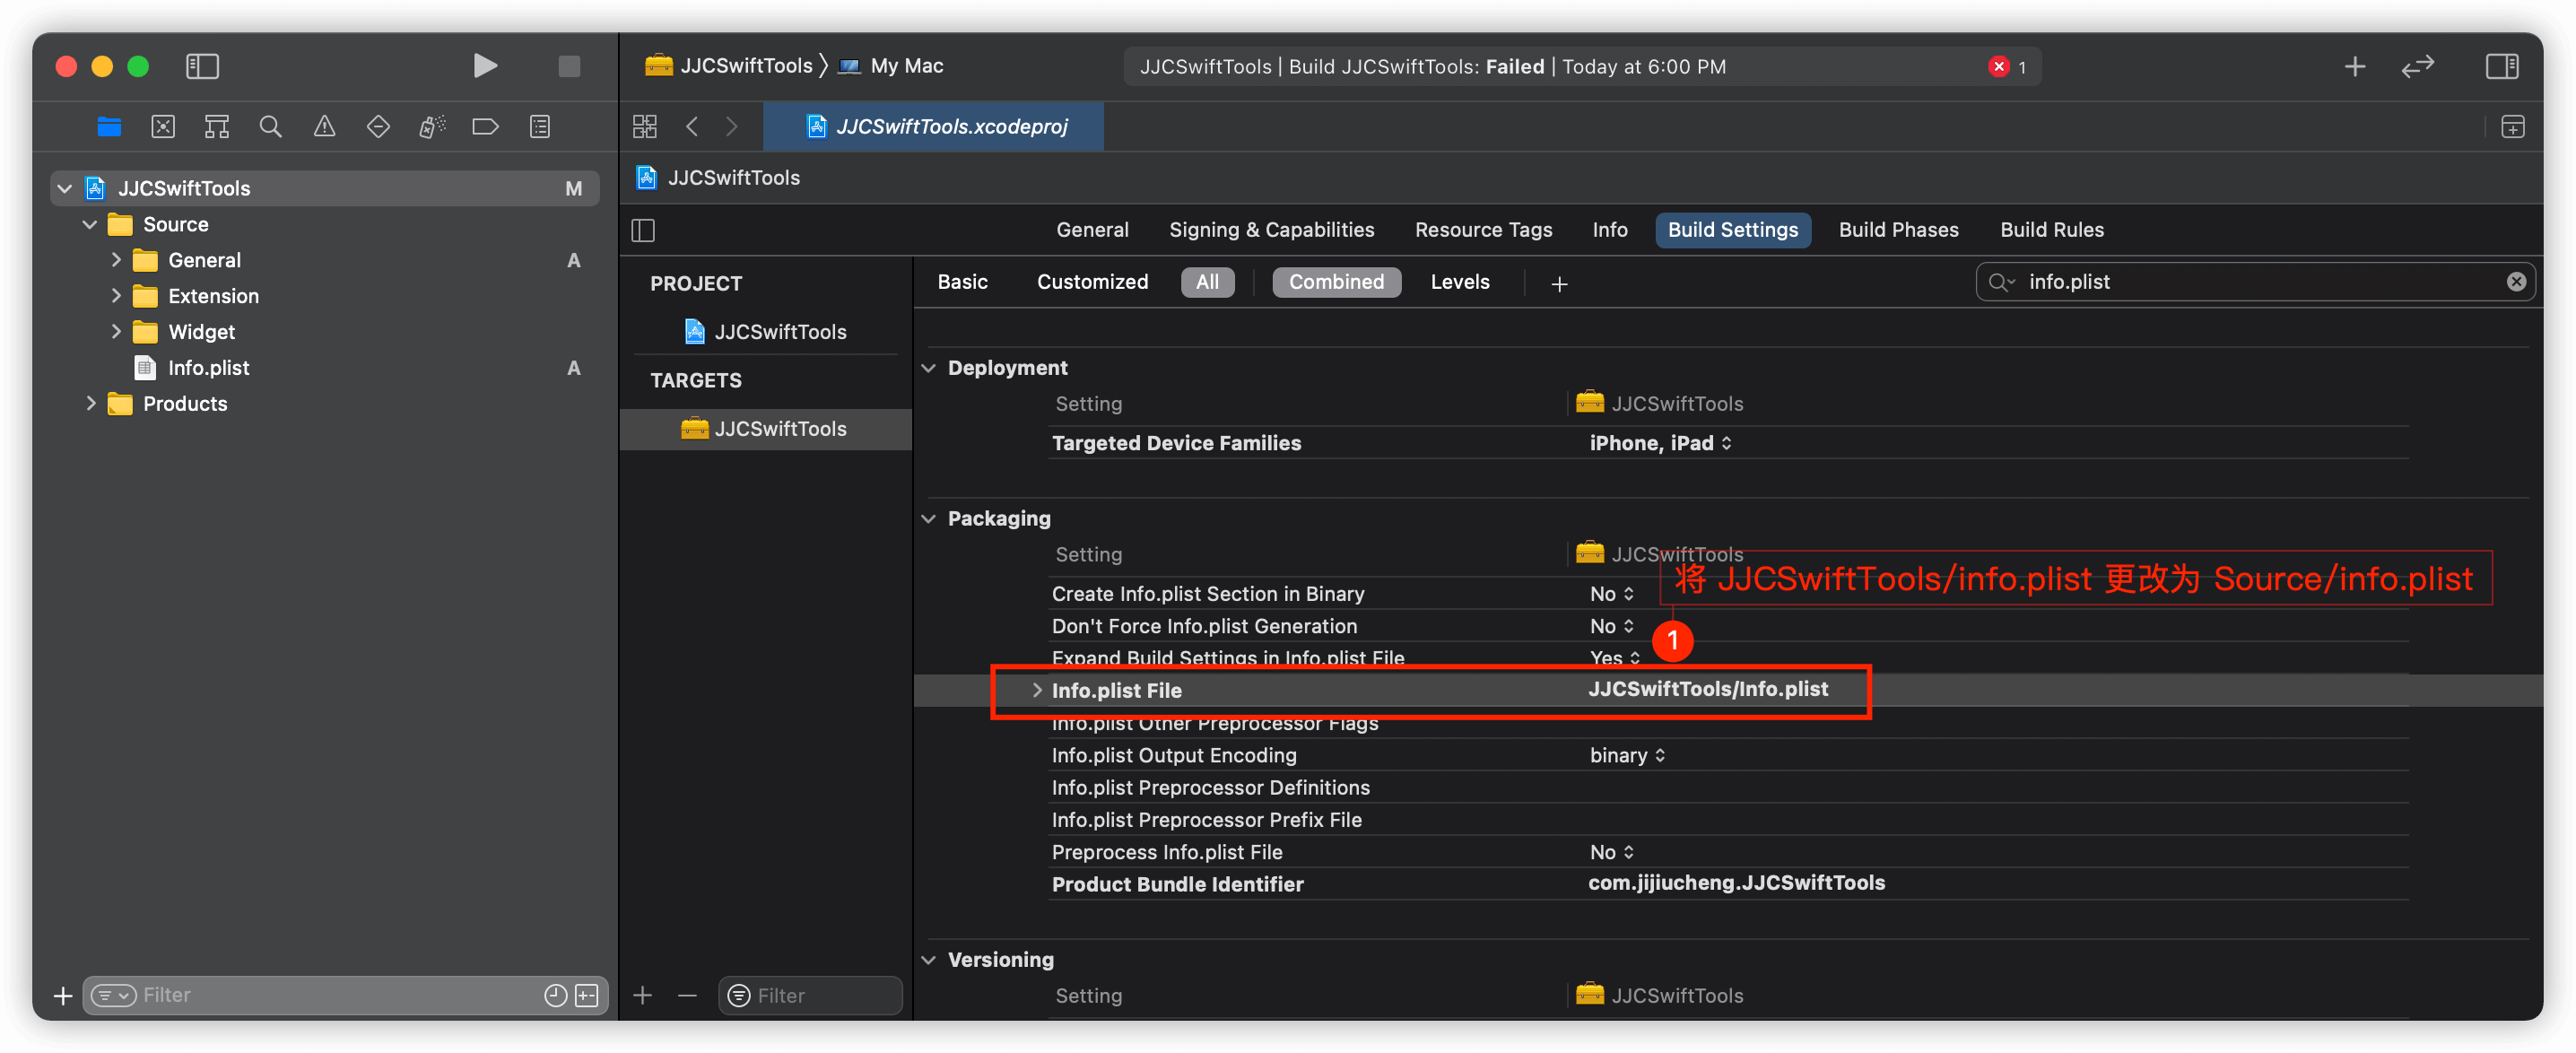 JJCSwiftTools 〉 My Mac
JJCSwiftTools | Build JJCSwiftTools: Failed | Today at 6:00 PM
1
JJCSwiftTools.xcodeproj
JJCSwiftTools M
Source
General A
Extension
Widget
Info.plist A
Products
Filter
JJCSwiftTools
General Signing & Capabilities Resource Tags Info Build Settings Build Phases Build Rules
PROJECT
JJCSwiftTools
TARGETS
JJCSwiftTools
Filter
Basic Customized All Combined Levels
info.plist
Deployment
Setting JJCSwiftTools
Targeted Device Families iPhone, iPad
Packaging
Setting JJCSwiftTools
将 JJCSwiftTools/info.plist 更改为 Source/info.plist
Create Info.plist Section in Binary No
Don't Force Info.plist Generation No
1
Expand Build Settings in Info.plist File Yes
Info.plist File JJCSwiftTools/Info.plist
Info.plist Other Preprocessor Flags
Info.plist Output Encoding binary
Info.plist Preprocessor Definitions
Info.plist Preprocessor Prefix File
Preprocess Info.plist File No
Product Bundle Identifier com.jijiucheng.JJCSwiftTools
Versioning
Setting JJCSwiftTools